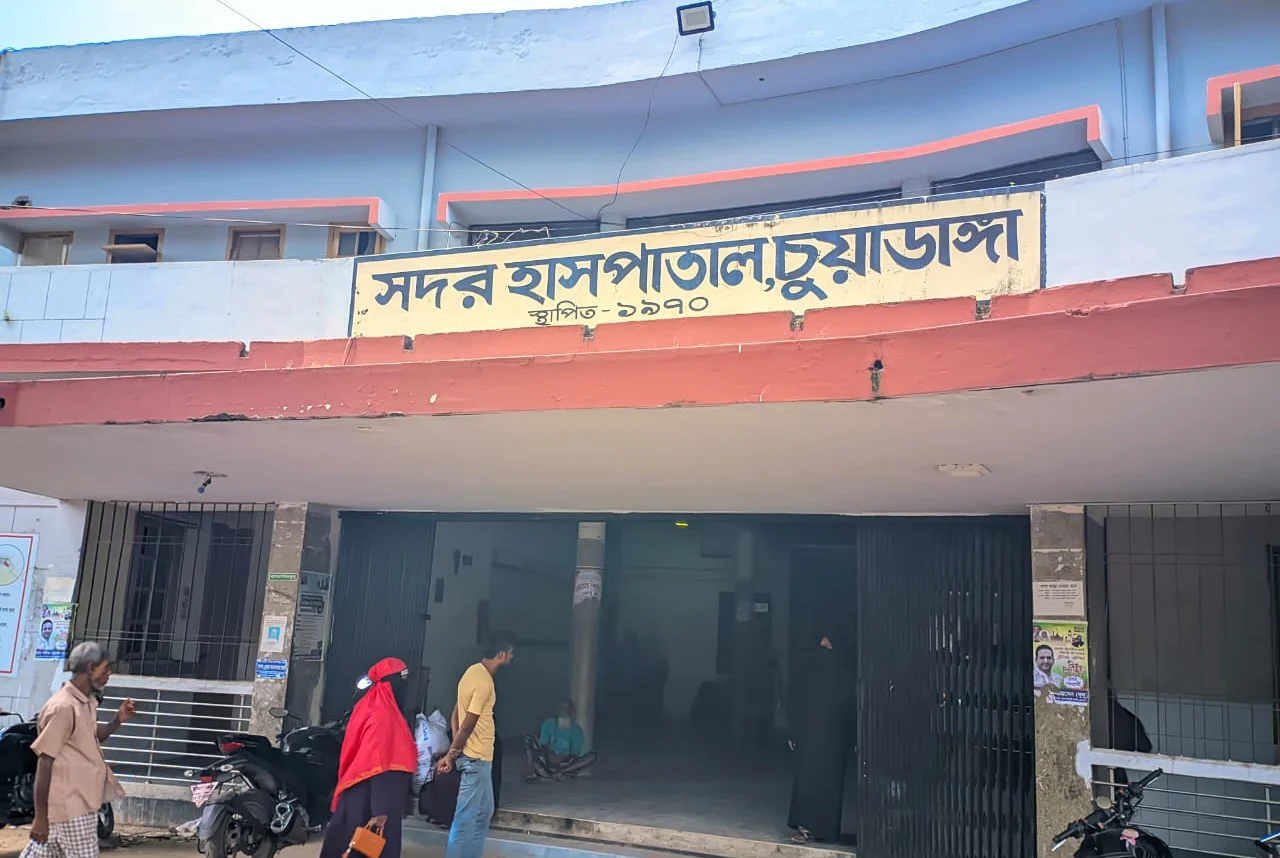 সদর হাসপাতাল, চুয়াডাঙ্গা
স্থাপিত - ১৯৭০